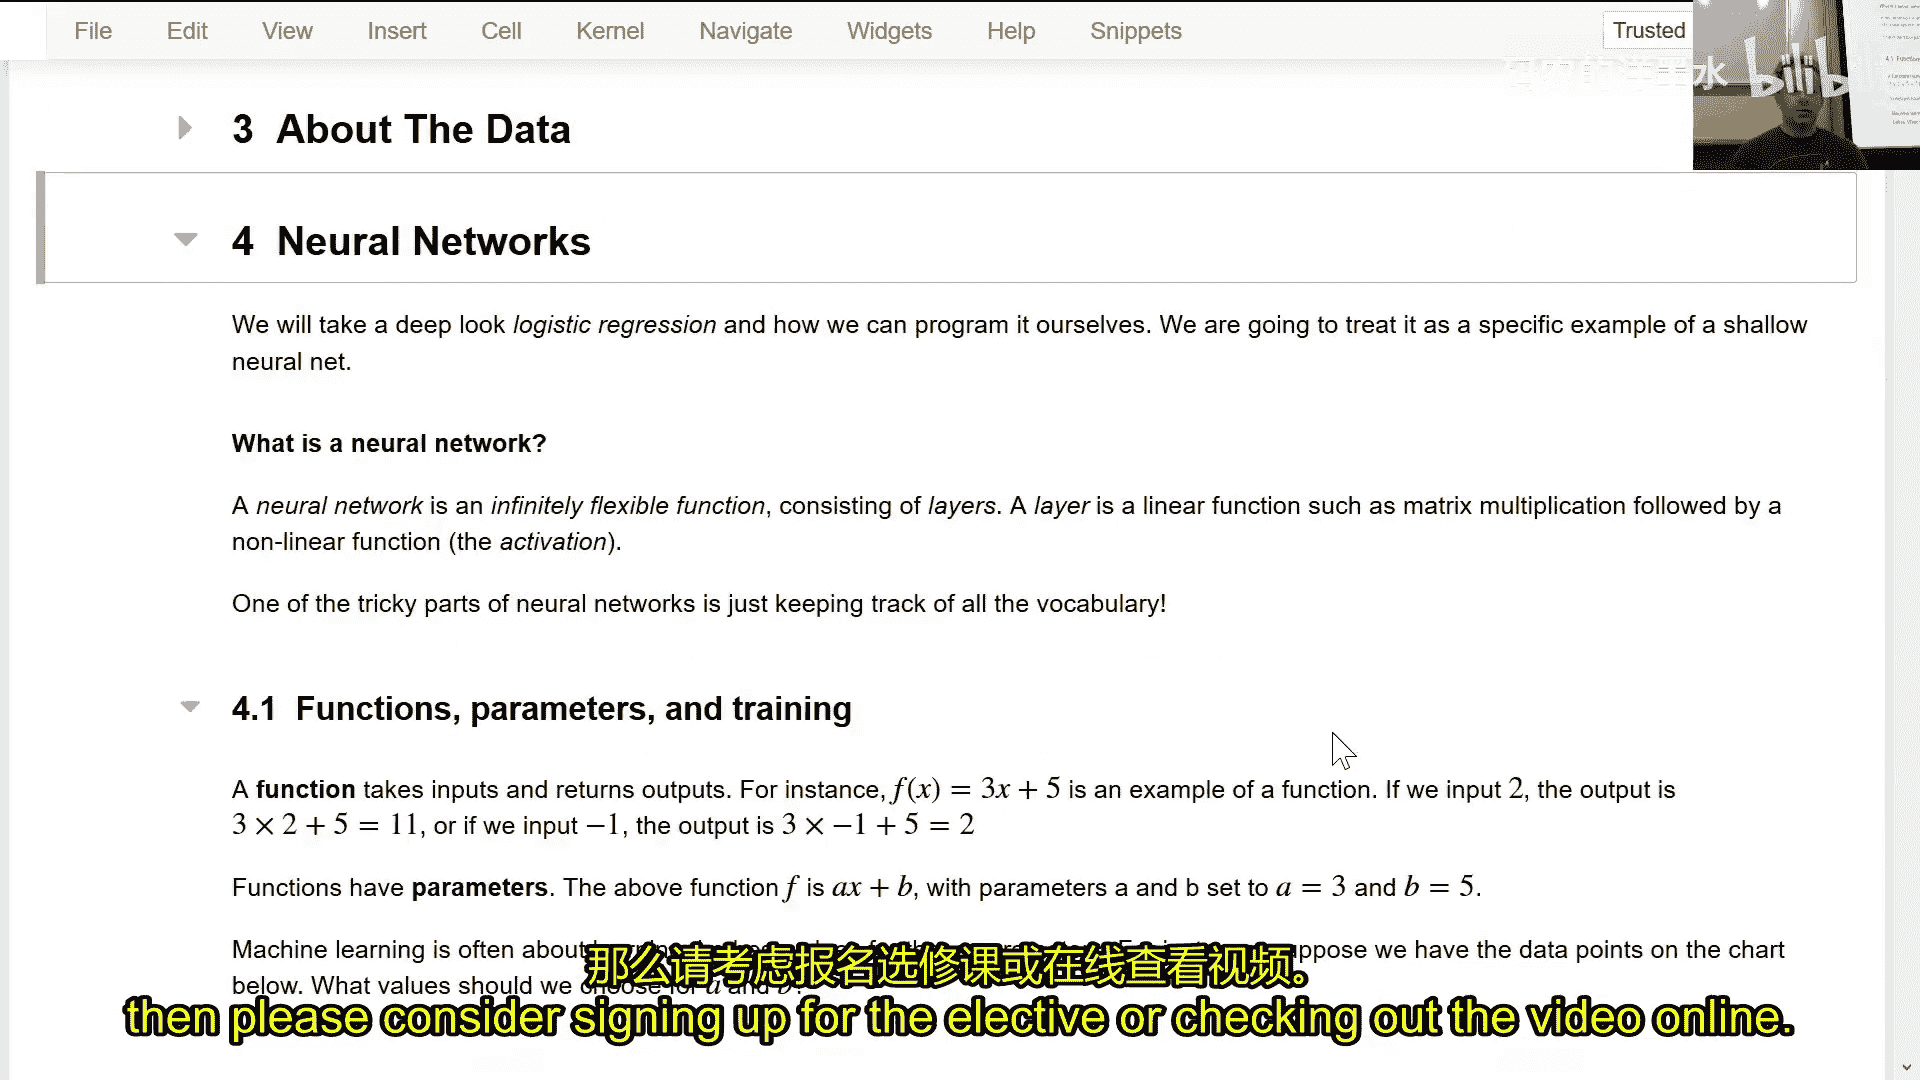 File Edit View Insert Cell Kernel Navigate Widgets Help Snippets Trusted
水 bilib
3 About The Data
4 Neural Networks
We will take a deep look logistic regression and how we can program it ourselves. We are going to treat it as a specific example of a shallow
neural net.
What is a neural network?
A neural network is an infinitely flexible function, consisting of layers. A layer is a linear function such as matrix multiplication followed by a
non-linear function (the activation).
One of the tricky parts of neural networks is just keeping track of all the vocabulary!
4.1 Functions, parameters, and training
A function takes inputs and returns outputs. For instance, f(x) = 3x + 5 is an example of a function. If we input 2, the output is
3 × 2 + 5 = 11, or if we input −1, the output is 3 × −1 + 5 = 2
Functions have parameters. The above function f is ax + b, with parameters a and b set to a = 3 and b = 5.
Machine learning is often about we have the data points on the chart
below. What values should we choose for a and b?
那么请考虑报名选修课或在线查看视频。
then please consider signing up for the elective or checking out the video online.